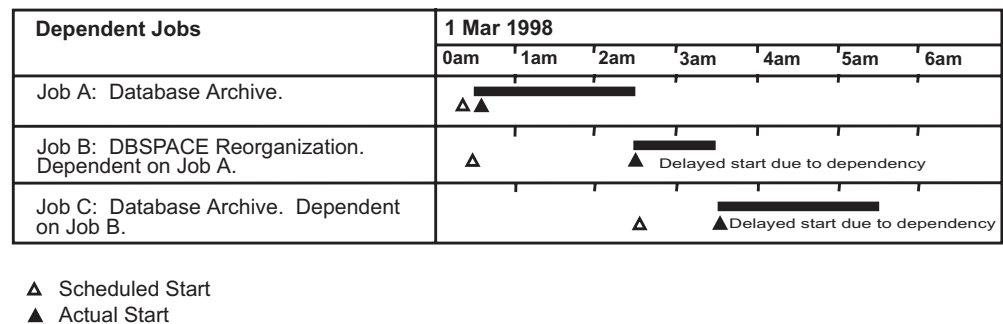 Dependent Jobs
1 Mar 1998
0am 1am 2am 3am 4am 5am 6am
Job A: Database Archive.
Job B: DBSPACE Reorganization.
Dependent on Job A.
Delayed start due to dependency
Job C: Database Archive. Dependent
on Job B.
Delayed start due to dependency
Scheduled Start
Actual Start